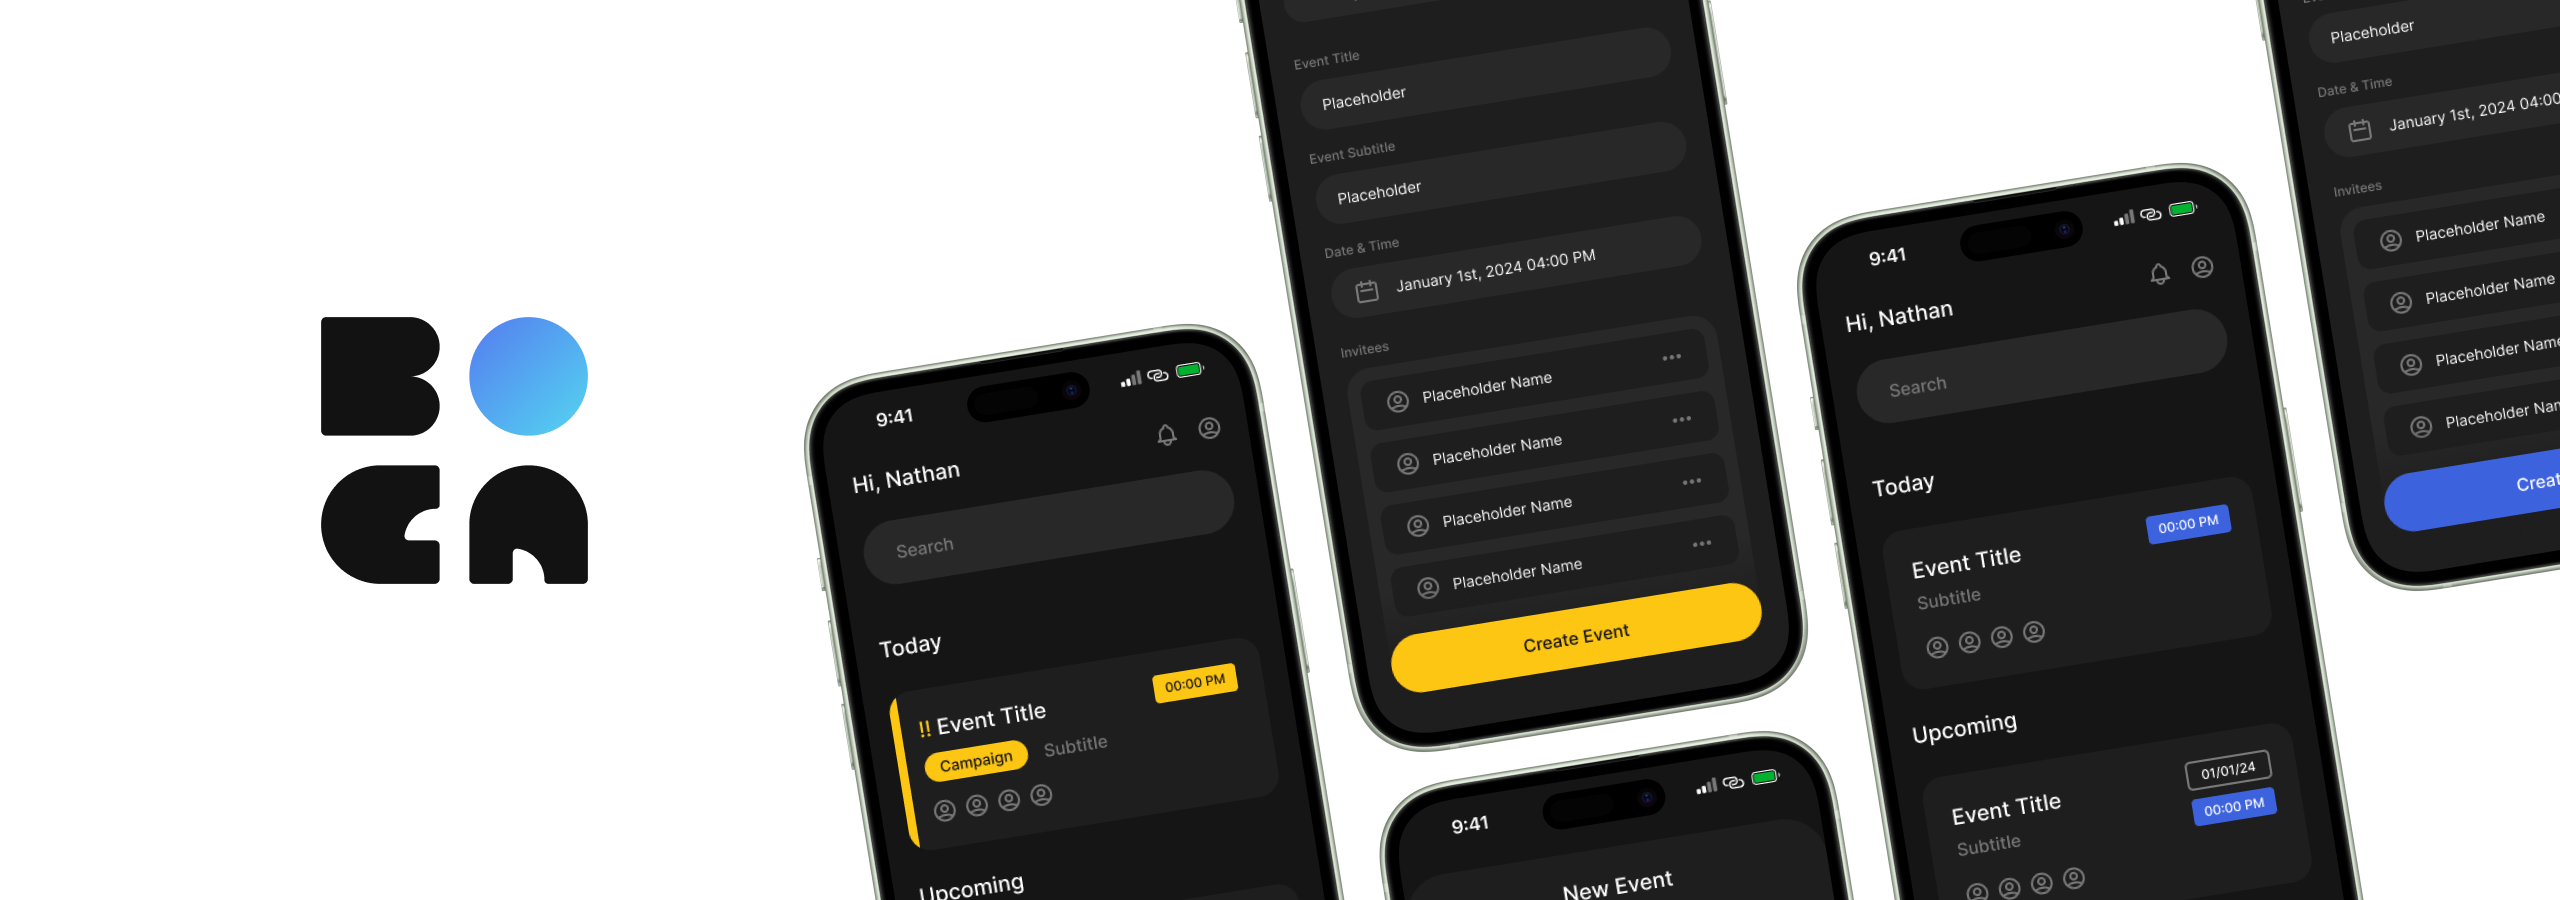 BO
CA
9:41
Hi, Nathan
Search
Today
!! Event Title
00:00 PM
Campaign
Subtitle
Upcoming
Event Title
Placeholder
Event Subtitle
Placeholder
Date & Time
January 1st, 2024 04:00 PM
Invitees
Placeholder Name
Placeholder Name
Placeholder Name
Placeholder Name
Create Event
9:41
New Event
9:41
Hi, Nathan
Search
Today
Event Title
00:00 PM
Subtitle
Upcoming
Event Title
01/01/24
00:00 PM
Subtitle
Placeholder
Date & Time
January 1st, 2024 04:00
Invitees
Placeholder Name
Placeholder Name
Placeholder Name
Placeholder Nam
Creat